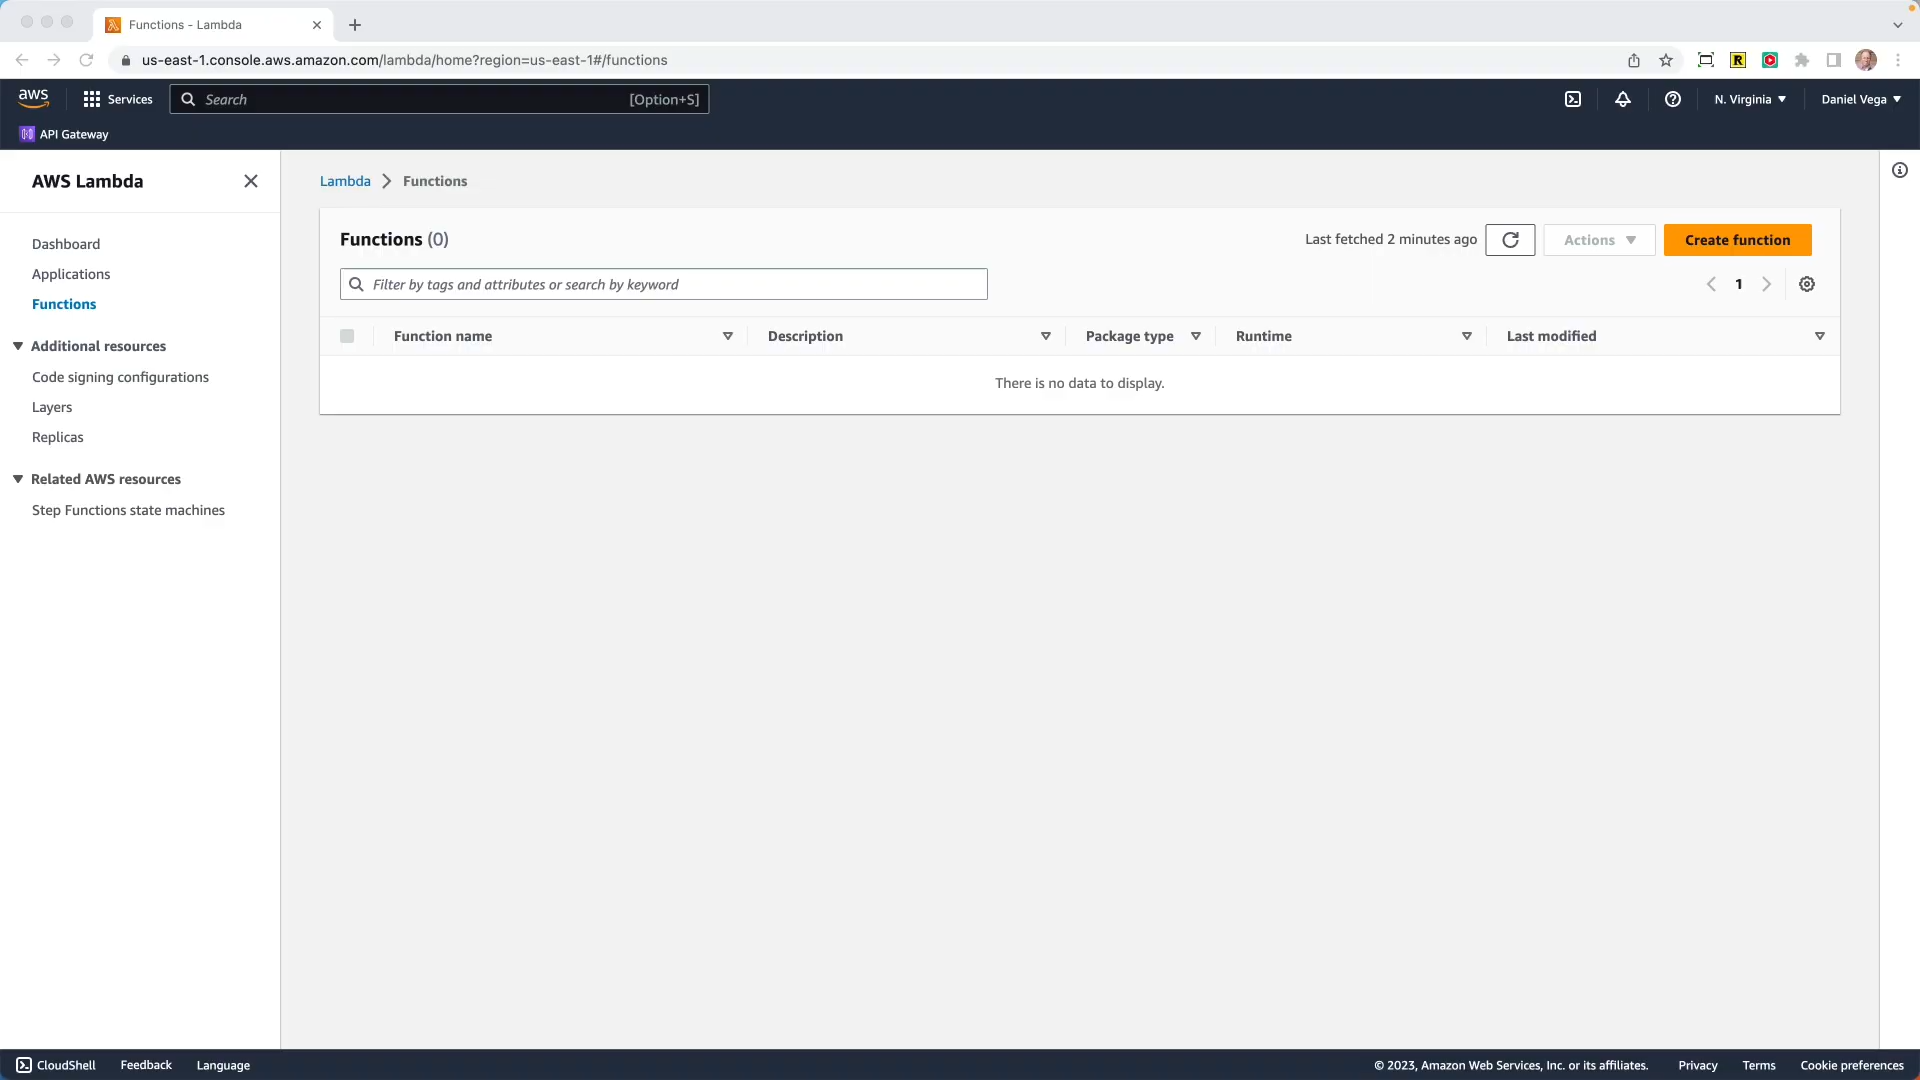 Functions - Lambda
us-east-1.console.aws.amazon.com/lambda/home?region=us-east-1#/functions
aws
Services
Search
[Option+S]
N. Virginia
Daniel Vega
API Gateway
AWS Lambda
Dashboard
Applications
Functions
Additional resources
Code signing configurations
Layers
Replicas
Related AWS resources
Step Functions state machines
Lambda
Functions
Functions (0)
Last fetched 2 minutes ago
Actions
Create function
Filter by tags and attributes or search by keyword
1
Function name
Description
Package type
Runtime
Last modified
There is no data to display.
CloudShell
Feedback
Language
© 2023, Amazon Web Services, Inc. or its affiliates.
Privacy
Terms
Cookie preferences